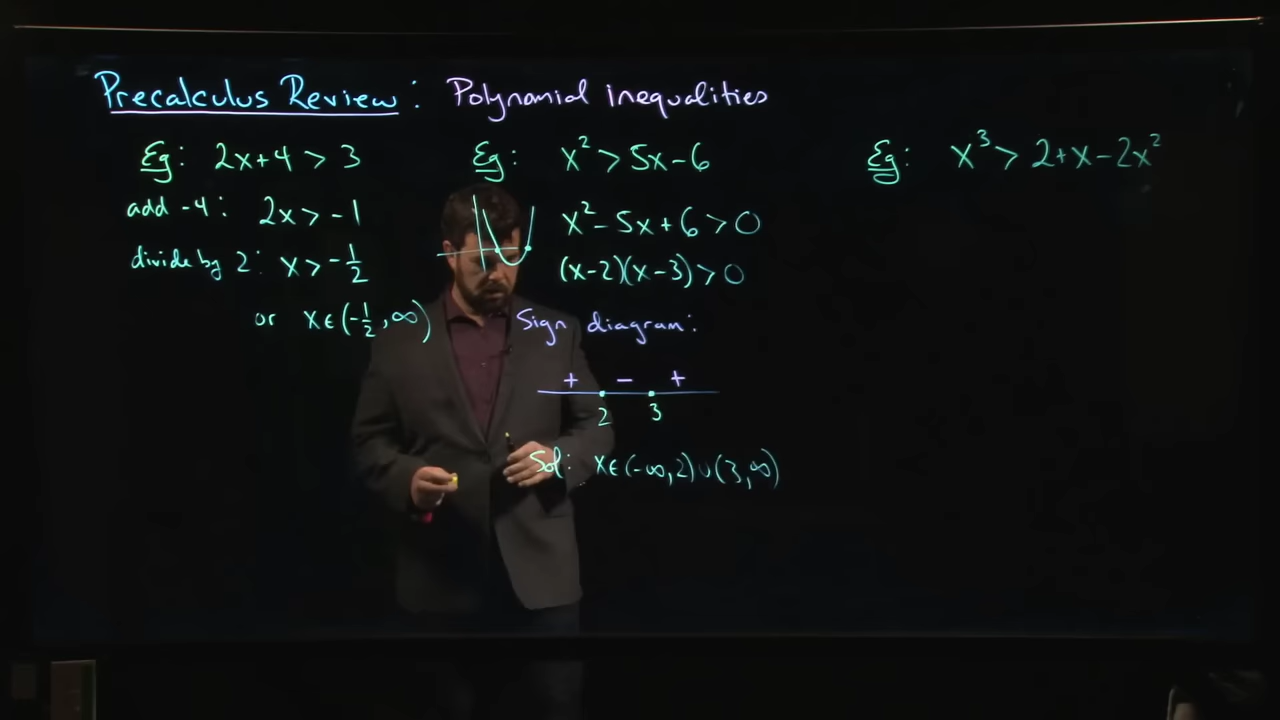 Precalculus Review: Polynomial inequalities
Eg: 2x+4 > 3
add -4: 2x > -1
divide by 2: x > -1/2
or x∈(-1/2, ∞)
Eg: x² > 5x-6
x²-5x+6 > 0
(x-2)(x-3) > 0
Sign diagram:
+ - +
2 3
Sol: x∈(-∞,2)∪(3,∞)
Eg: x³ > 2+x-2x²